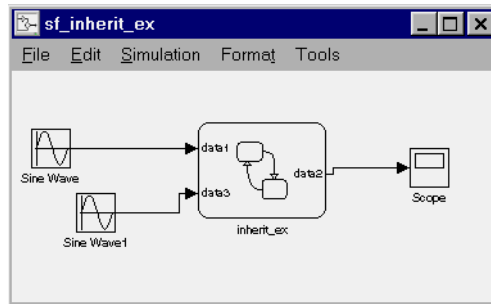 sf_inherit_ex
File Edit Simulation Format Tools
data1
Sine Wave
data3
data2
Sine Wave1
Scope
inherit_ex